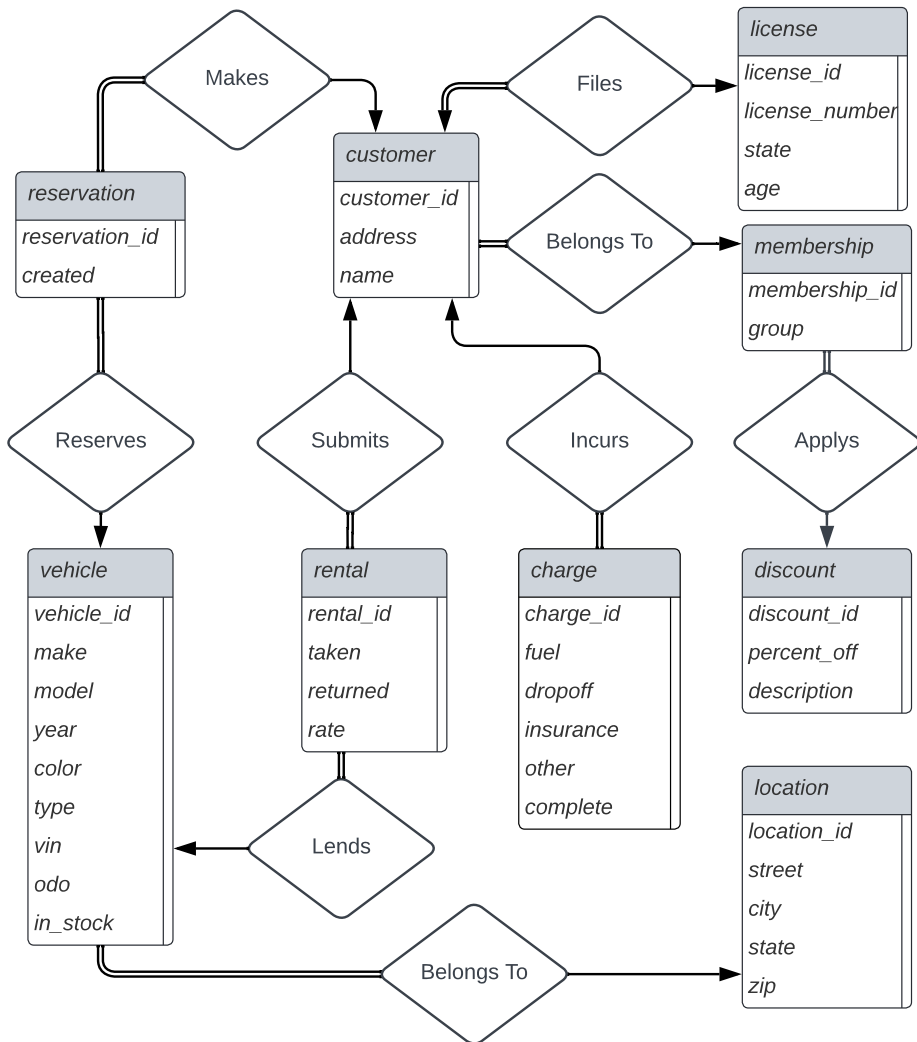 Makes
Files
license
license_id
license_number
state
age
customer
customer_id
address
name
reservation
reservation_id
created
Belongs To
membership
membership_id
group
Reserves
Submits
Incurs
Applys
vehicle
vehicle_id
make
model
year
color
type
vin
odo
in_stock
rental
rental_id
taken
returned
rate
charge
charge_id
fuel
dropoff
insurance
other
complete
discount
discount_id
percent_off
description
Lends
location
location_id
street
city
state
zip
Belongs To